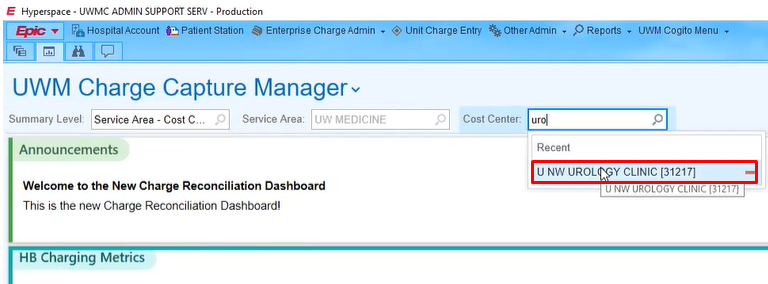 Hyperspace - UWMC ADMIN SUPPORT SERV - Production
Epic Hospital Account Patient Station Enterprise Charge Admin Unit Charge Entry Other Admin Reports UWM Cogito Menu
UWM Charge Capture Manager
Summary Level: Service Area - Cost C... Service Area: UW MEDICINE Cost Center: uro
Recent
Announcements
U NW UROLOGY CLINIC [31217]
U NW UROLOGY CLINIC [31217]
Welcome to the New Charge Reconciliation Dashboard
This is the new Charge Reconciliation Dashboard!
HB Charging Metrics